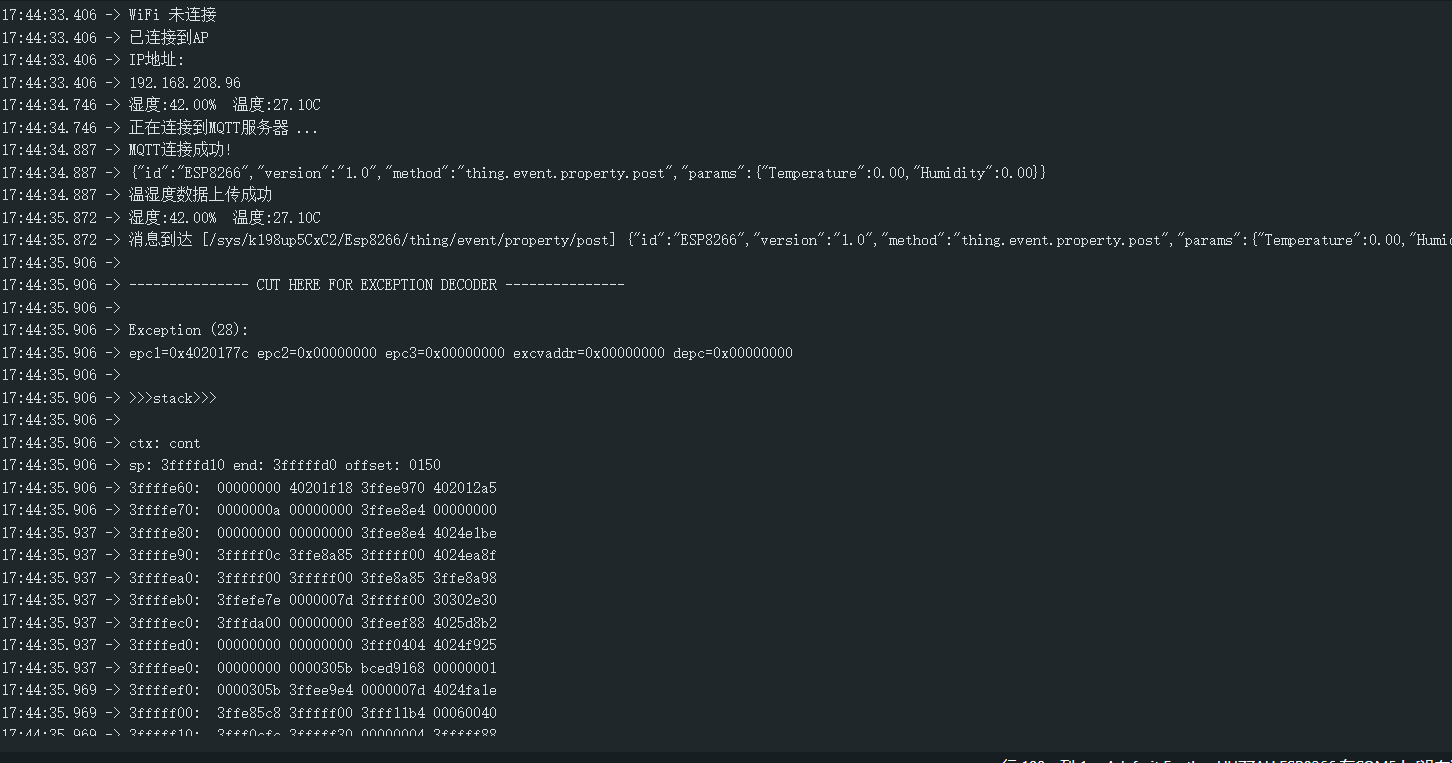 17:44:33.406 -> WiFi 未连接
17:44:33.406 -> 已连接到AP
17:44:33.406 -> IP地址:
17:44:33.406 -> 192.168.208.96
17:44:34.746 -> 湿度:42.00%  温度:27.10C
17:44:34.746 -> 正在连接到MQTT服务器 ...
17:44:34.887 -> MQTT连接成功!
17:44:34.887 -> {"id":"ESP8266","version":"1.0","method":"thing.event.property.post","params":{"Temperature":0.00,"Humidity":0.00}}
17:44:34.887 -> 温湿度数据上传成功
17:44:35.872 -> 湿度:42.00%  温度:27.10C
17:44:35.872 -> 消息到达 [/sys/k198up5CxC2/Esp8266/thing/event/property/post] {"id":"ESP8266","version":"1.0","method":"thing.event.property.post","params":{"Temperature":0.00,"Humid
17:44:35.906 ->
17:44:35.906 -> --------------- CUT HERE FOR EXCEPTION DECODER ---------------
17:44:35.906 ->
17:44:35.906 -> Exception (28):
17:44:35.906 -> epc1=0x4020177c epc2=0x00000000 epc3=0x00000000 excvaddr=0x00000000 depc=0x00000000
17:44:35.906 ->
17:44:35.906 -> >>>stack>>>
17:44:35.906 ->
17:44:35.906 -> ctx: cont
17:44:35.906 -> sp: 3ffffd10 end: 3fffffd0 offset: 0150
17:44:35.906 -> 3ffffe60:  00000000 40201f18 3ffee970 402012a5
17:44:35.906 -> 3ffffe70:  0000000a 00000000 3ffee8e4 00000000
17:44:35.937 -> 3ffffe80:  00000000 00000000 3ffee8e4 4024e1be
17:44:35.937 -> 3ffffe90:  3fffff0c 3ffe8a85 3fffff00 4024ea8f
17:44:35.937 -> 3ffffea0:  3fffff00 3fffff00 3ffe8a85 3ffe8a98
17:44:35.937 -> 3ffffeb0:  3ffefe7e 0000007d 3fffff00 30302e30
17:44:35.937 -> 3ffffec0:  3fffda00 00000000 3ffeef88 4025d8b2
17:44:35.937 -> 3ffffed0:  00000000 00000000 3fff0404 4024f925
17:44:35.937 -> 3ffffee0:  00000000 0000305b bced9168 00000001
17:44:35.969 -> 3ffffef0:  0000305b 3ffee9e4 0000007d 4024fa1e
17:44:35.969 -> 3fffff00:  3ffe85c8 3fffff00 3fff11b4 00060040
17:44:35.969 -> 3fffff10:  3fff0cfc 3fffff30 00000004 3fffff88